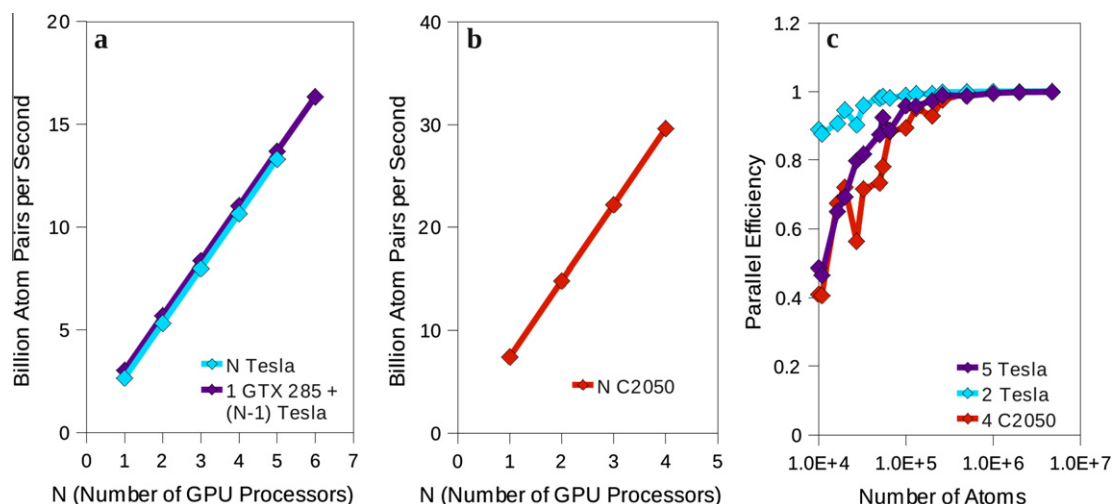 a
20
15
10
5
0
0 1 2 3 4 5 6 7
Billion Atom Pairs per Second
N (Number of GPU Processors)
N Tesla
1 GTX 285 +
(N-1) Tesla
b
40
30
20
10
0
0 1 2 3 4 5
Billion Atom Pairs per Second
N (Number of GPU Processors)
N C2050
c
1.2
1
0.8
0.6
0.4
0.2
0
1.0E+4 1.0E+5 1.0E+6 1.0E+7
Parallel Efficiency
Number of Atoms
5 Tesla
2 Tesla
4 C2050